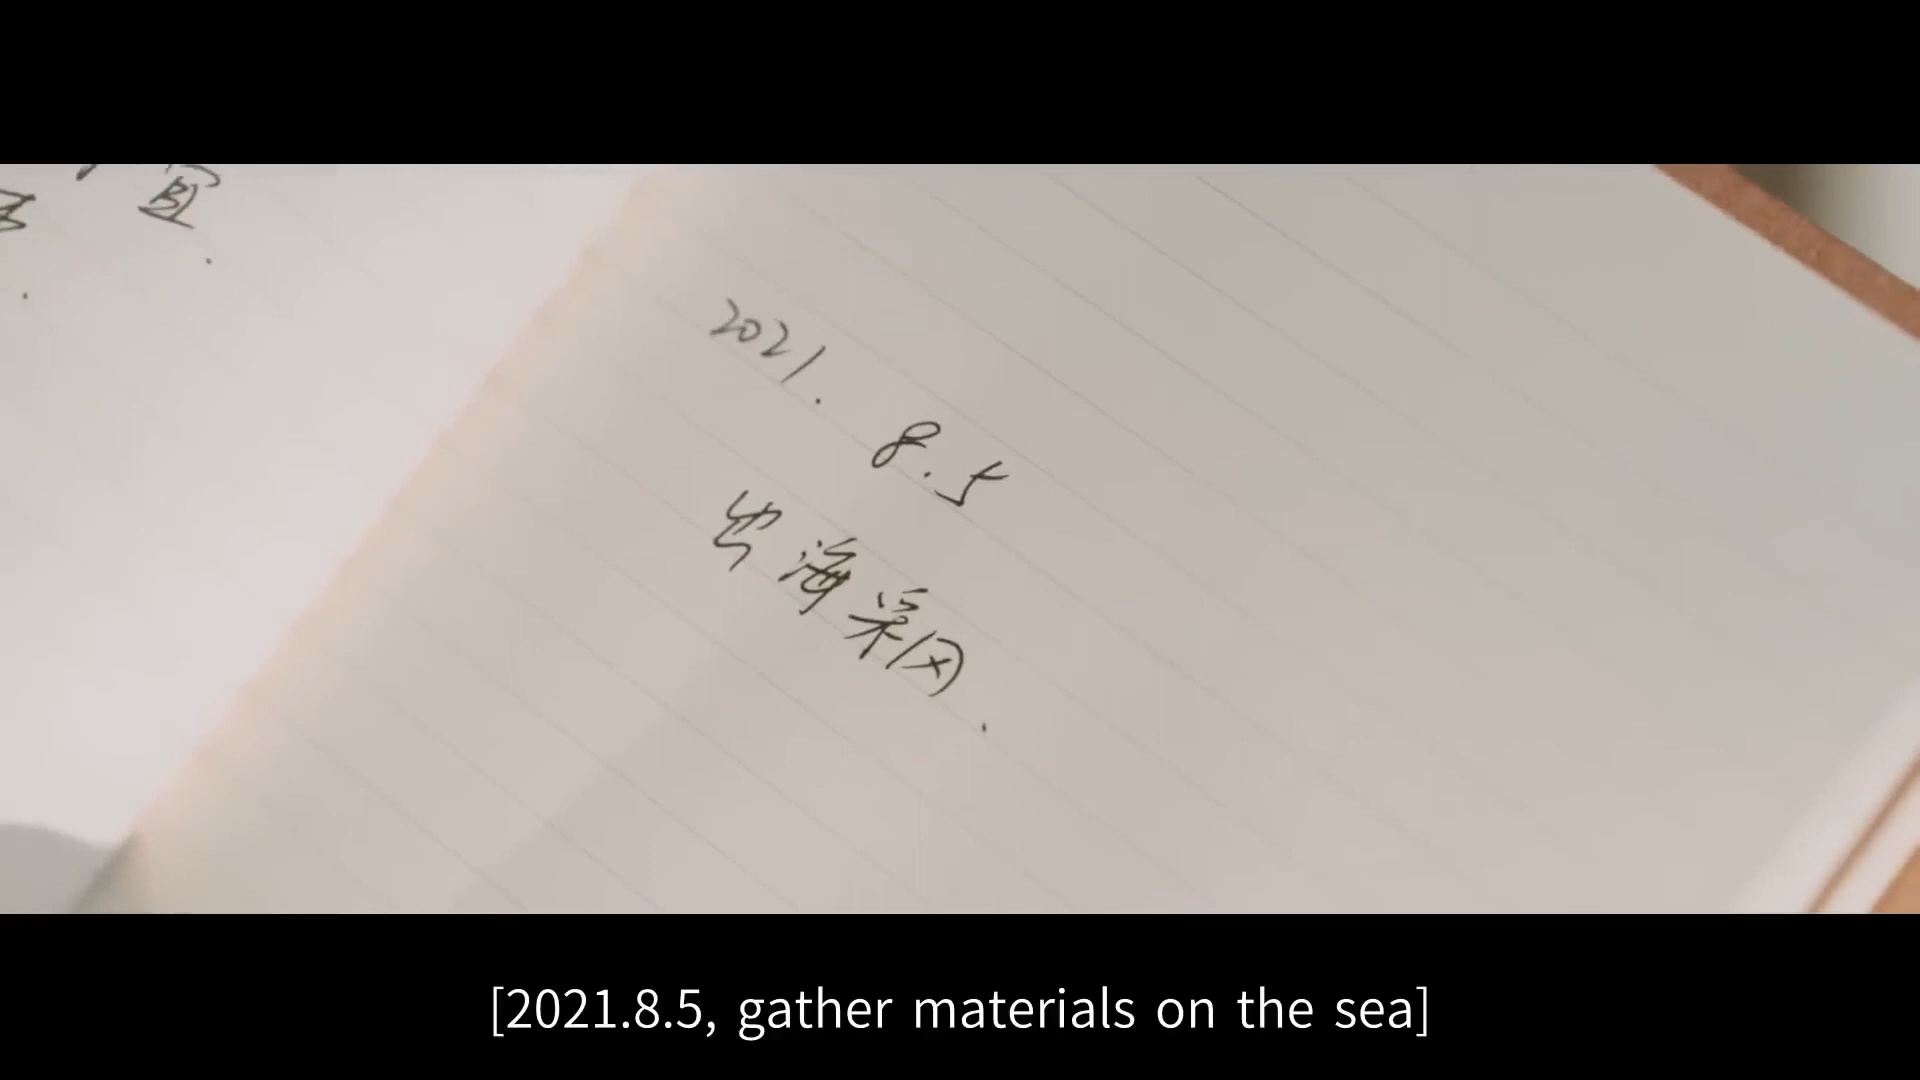 2021. 8.5
出海采风.
[2021.8.5, gather materials on the sea]